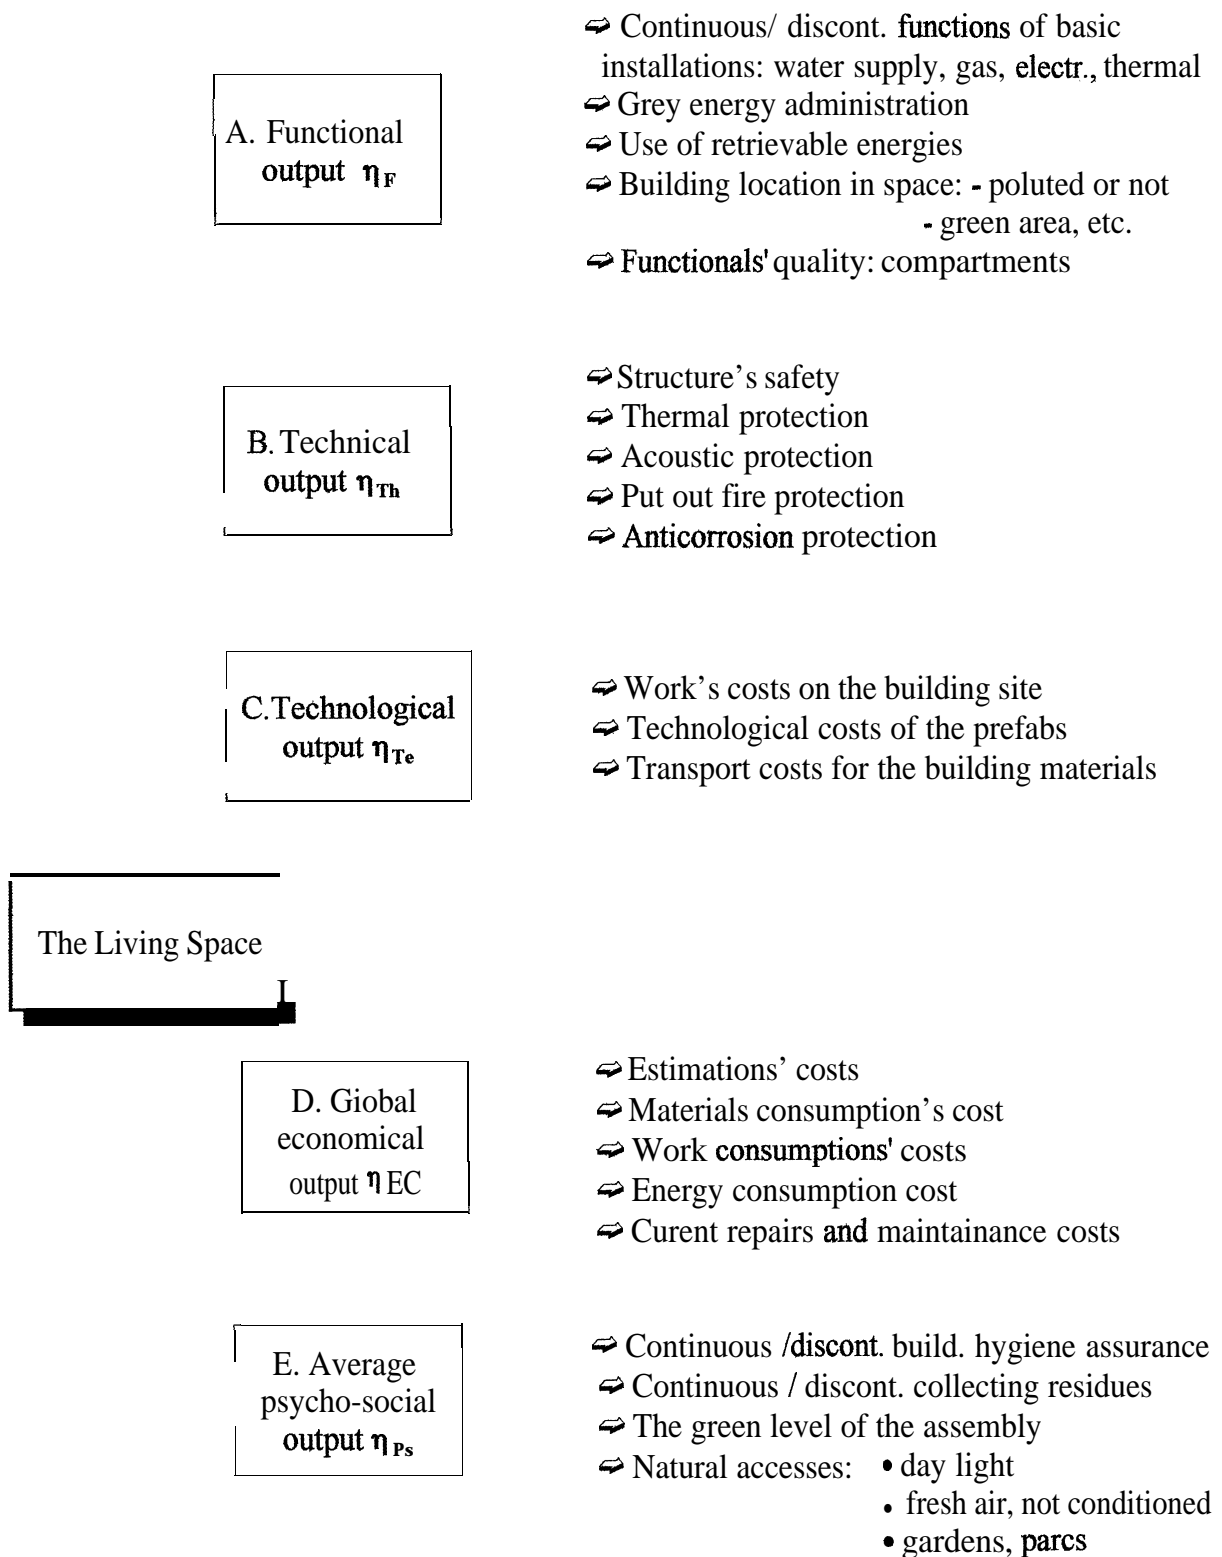 ⇨ Continuous/ discont. functions of basic
installations: water supply, gas, electr., thermal
A. Functional
output η F
⇨ Grey energy administration
⇨ Use of retrievable energies
⇨ Building location in space: - poluted or not
- green area, etc.
⇨ Functionals' quality: compartments
B. Technical
output η Th
⇨ Structure's safety
⇨ Thermal protection
⇨ Acoustic protection
⇨ Put out fire protection
⇨ Anticorrosion protection
C. Technological
output η Te
⇨ Work's costs on the building site
⇨ Technological costs of the prefabs
⇨ Transport costs for the building materials
The Living Space
I
D. Giobal
economical
output η EC
⇨ Estimations' costs
⇨ Materials consumption's cost
⇨ Work consumptions' costs
⇨ Energy consumption cost
⇨ Curent repairs and maintainance costs
E. Average
psycho-social
output η Ps
⇨ Continuous /discont. build. hygiene assurance
⇨ Continuous / discont. collecting residues
⇨ The green level of the assembly
⇨ Natural accesses: • day light
• fresh air, not conditioned
• gardens, parcs